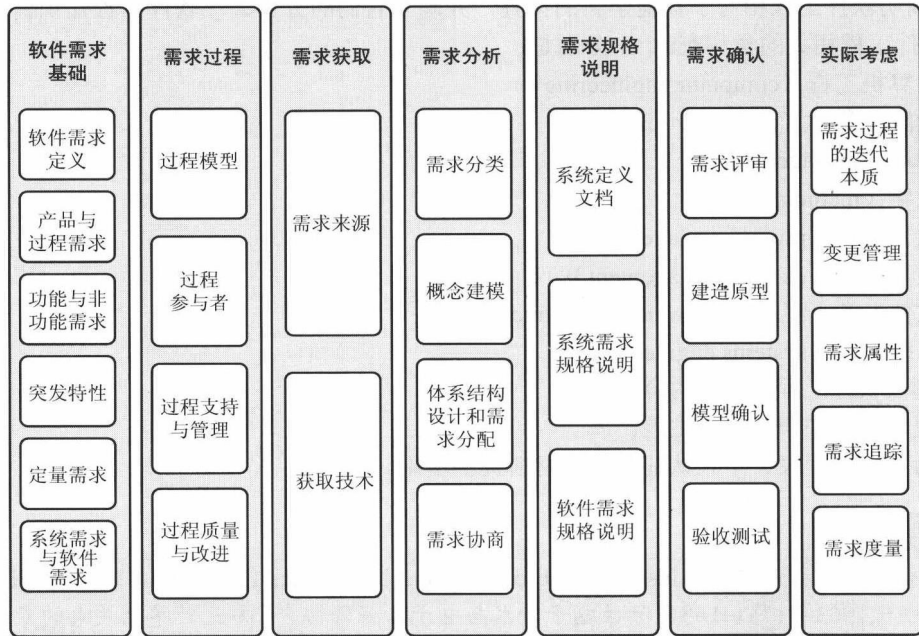 软件需求
基础
软件需求
定义
产品与
过程需求
功能与非
功能需求
突发特性
定量需求
系统需求
与软件
需求
需求过程
过程模型
过程
参与者
过程支持
与管理
过程质量
与改进
需求获取
需求来源
获取技术
需求分析
需求分类
概念建模
体系结构
设计和需
求分配
需求协商
需求规格
说明
系统定义
文档
系统需求
规格说明
软件需求
规格说明
需求确认
需求评审
建造原型
模型确认
验收测试
实际考虑
需求过程
的迭代
本质
变更管理
需求属性
需求追踪
需求度量